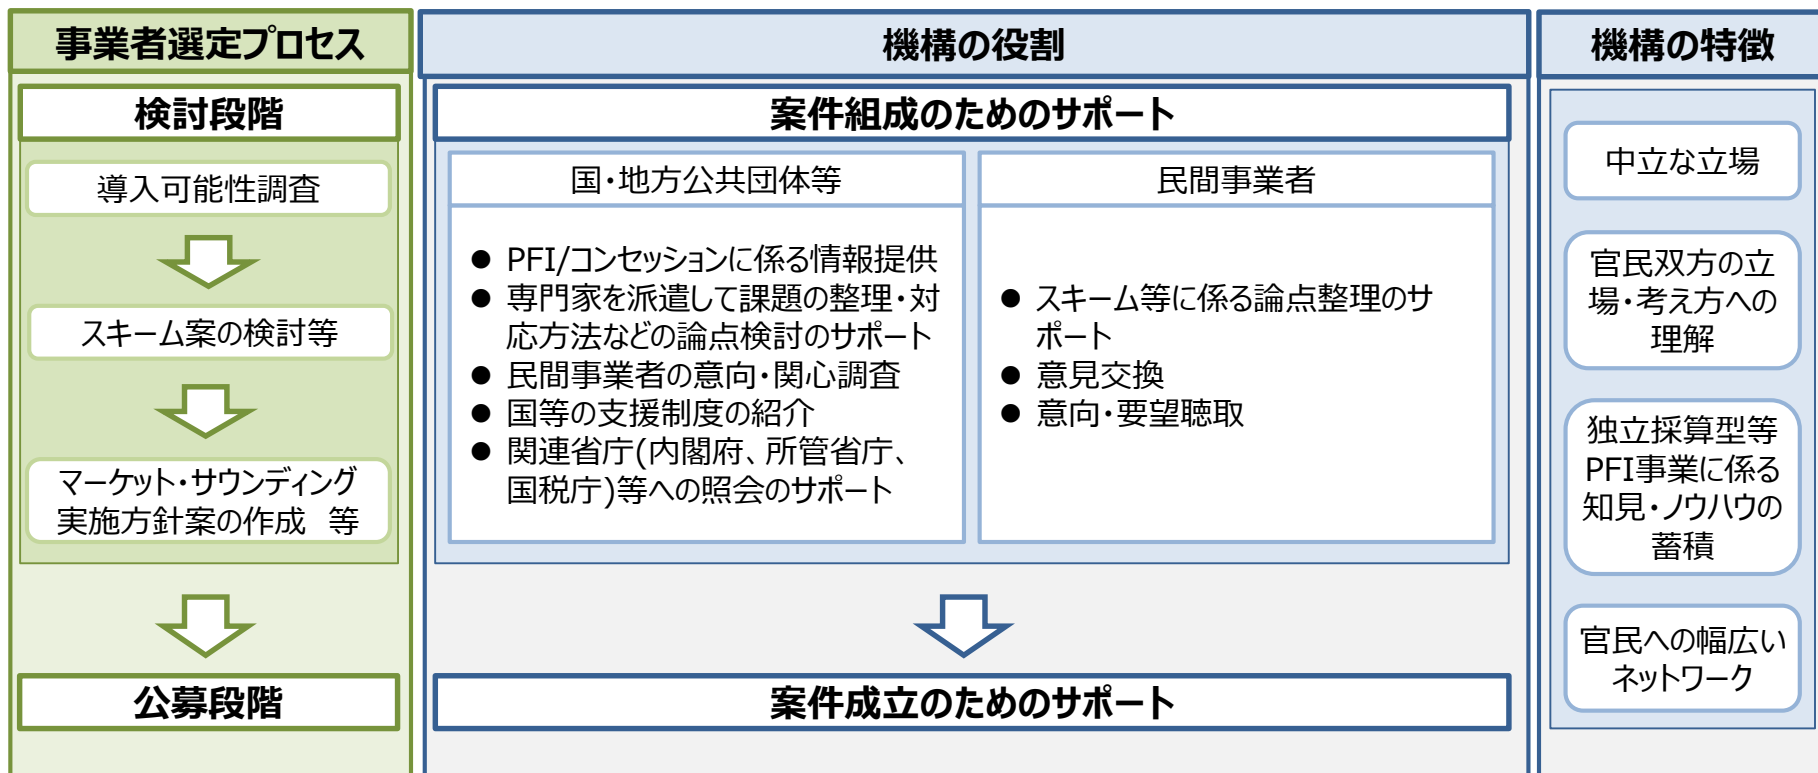 事業者選定プロセス
検討段階
導入可能性調査
スキーム案の検討等
マーケット・サウンディング
実施方針案の作成　等
公募段階
機構の役割
案件組成のためのサポート
国・地方公共団体等
● PFI/コンセッションに係る情報提供
● 専門家を派遣して課題の整理・対
応方法などの論点検討のサポート
● 民間事業者の意向・関心調査
● 国等の支援制度の紹介
● 関連省庁(内閣府、所管省庁、
国税庁)等への照会のサポート
民間事業者
● スキーム等に係る論点整理のサ
ポート
● 意見交換
● 意向・要望聴取
案件成立のためのサポート
機構の特徴
中立な立場
官民双方の立
場・考え方への
理解
独立採算型等
PFI事業に係る
知見・ノウハウの
蓄積
官民への幅広い
ネットワーク